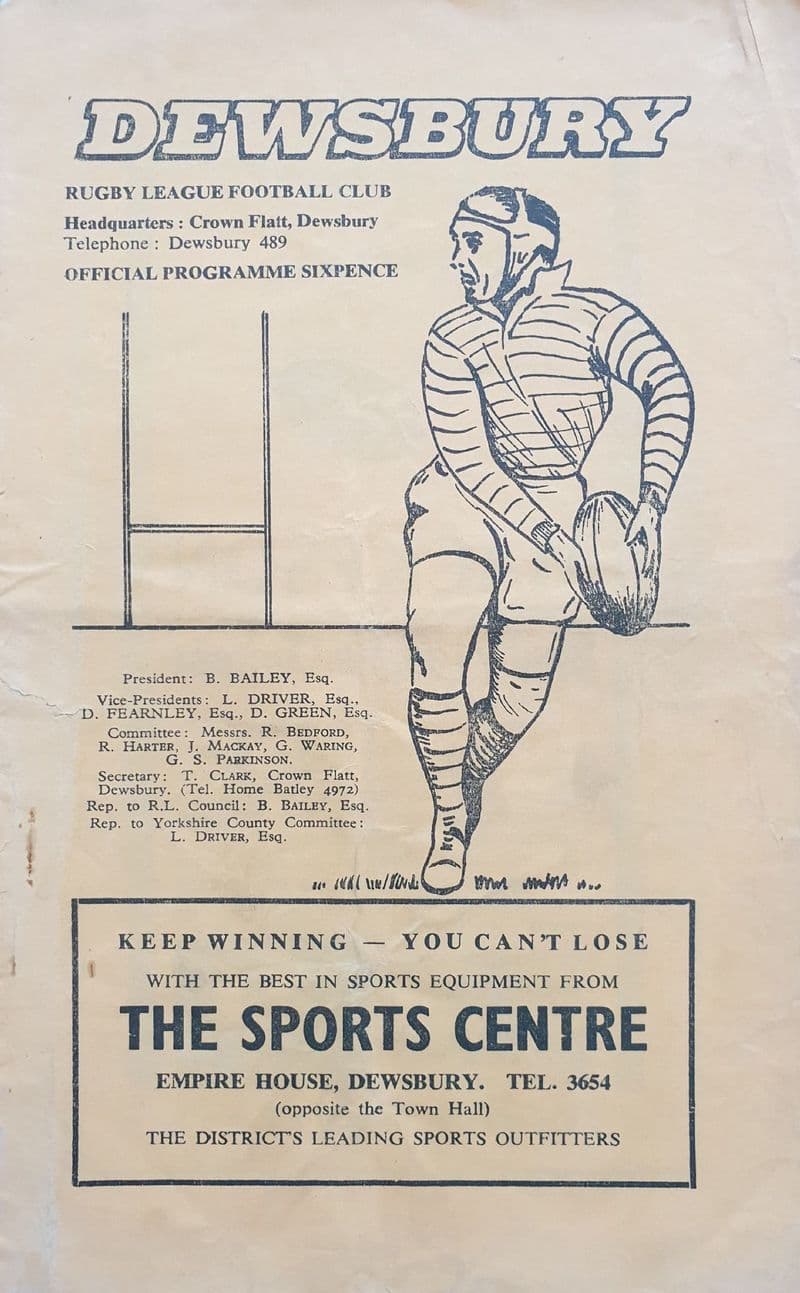 DEWSBURY
RUGBY LEAGUE FOOTBALL CLUB
Headquarters : Crown Flatt, Dewsbury
Telephone : Dewsbury 489
OFFICIAL PROGRAMME SIXPENCE
President: B. BAILEY, Esq.
Vice-Presidents: L. DRIVER, Esq.,
D. FEARNLEY, Esq., D. GREEN, Esq.
Committee: Messrs. R. BEDFORD,
R. HARTER, J. MACKAY, G. WARING,
G. S. PARKINSON.
Secretary: T. CLARK, Crown Flatt,
Dewsbury. (Tel. Home Batley 4972)
Rep. to R.L. Council: B. BAILEY, Esq.
Rep. to Yorkshire County Committee:
L. DRIVER, Esq.
KEEP WINNING — YOU CAN'T LOSE
WITH THE BEST IN SPORTS EQUIPMENT FROM
THE SPORTS CENTRE
EMPIRE HOUSE, DEWSBURY. TEL. 3654
(opposite the Town Hall)
THE DISTRICT'S LEADING SPORTS OUTFITTERS